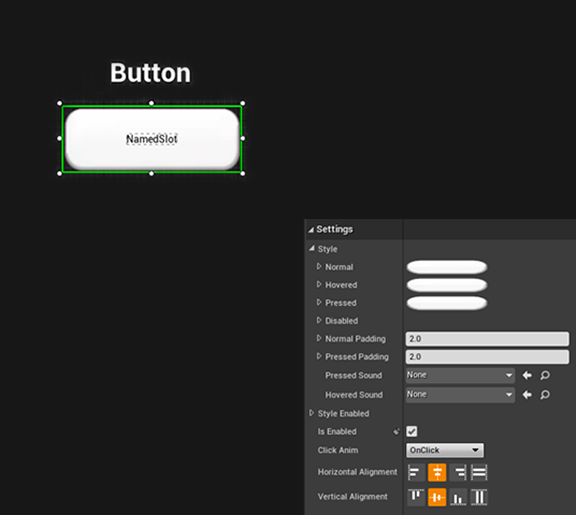 Button
NamedSlot
Settings
Style
Normal
Hovered
Pressed
Disabled
Normal Padding 2.0
Pressed Padding 2.0
Pressed Sound None
Hovered Sound None
Style Enabled
Is Enabled
Click Anim OnClick
Horizontal Alignment
Vertical Alignment